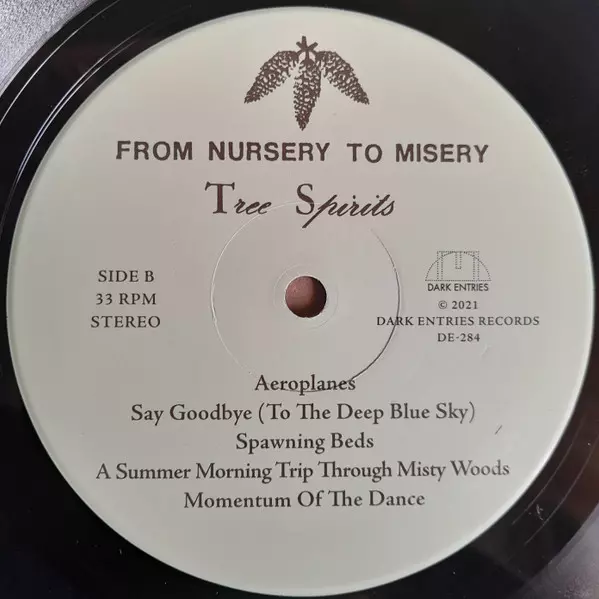 FROM NURSERY TO MISERY
Tree Spirits
SIDE B
33 RPM
STEREO
DARK ENTRIES
© 2021
DARK ENTRIES RECORDS
DE-284
Aeroplanes
Say Goodbye (To The Deep Blue Sky)
Spawning Beds
A Summer Morning Trip Through Misty Woods
Momentum Of The Dance